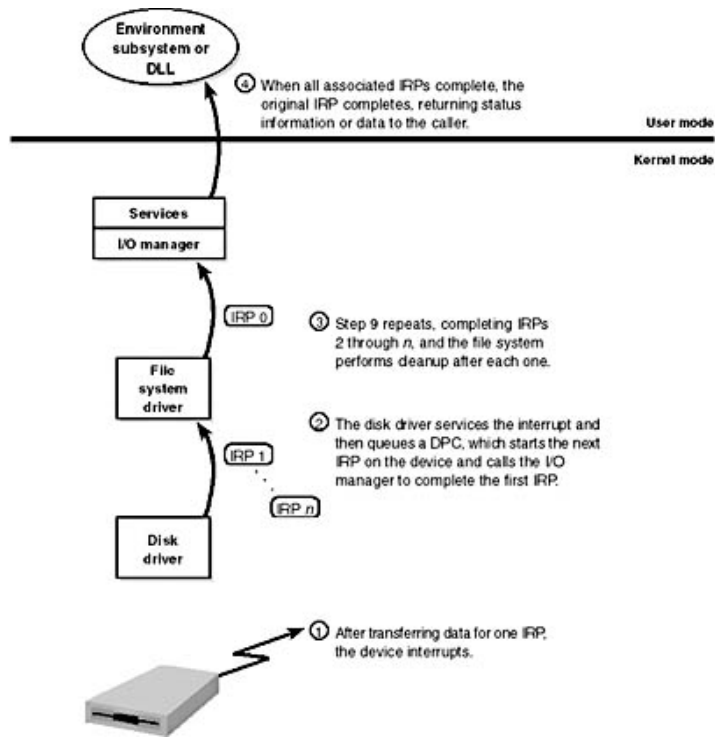 Environment
subsystem or
DLL
④ When all associated IRPs complete, the
original IRP completes, returning status
information or data to the caller.
User mode
Kernel mode
Services
I/O manager
IRP 0
③ Step 9 repeats, completing IRPs
2 through n, and the file system
performs cleanup after each one.
File
system
driver
② The disk driver services the interrupt and
then queues a DPC, which starts the next
IRP on the device and calls the I/O
manager to complete the first IRP.
IRP 1
IRP n
Disk
driver
① After transferring data for one IRP,
the device interrupts.